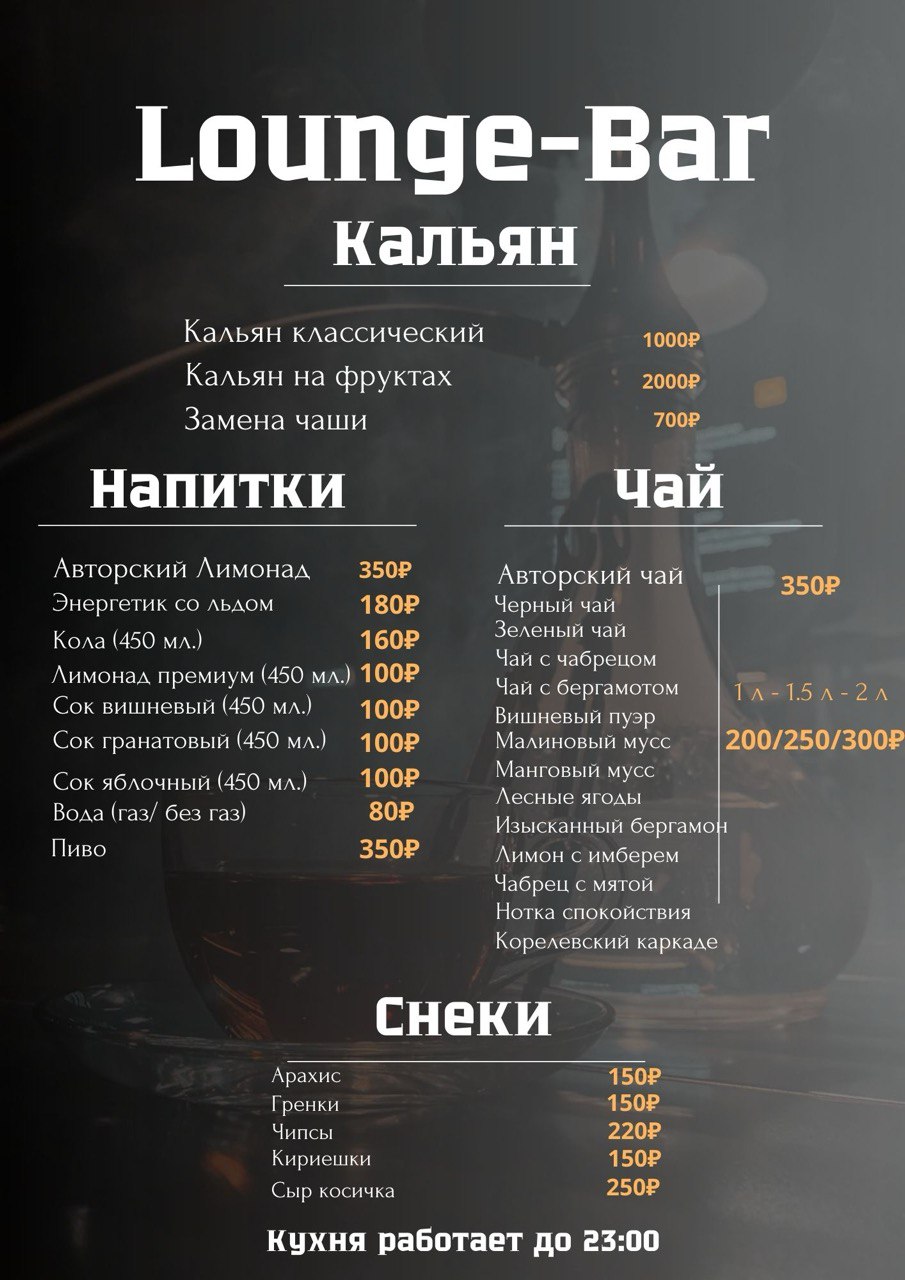 Lounge-Bar
Кальян
Кальян классический 1000₽
Кальян на фруктах 2000₽
Замена чаши 700₽
Напитки
Авторский Лимонад 350₽
Энергетик со льдом 180₽
Кола (450 мл.) 160₽
Лимонад премиум (450 мл.) 100₽
Сок вишневый (450 мл.) 100₽
Сок гранатовый (450 мл.) 100₽
Сок яблочный (450 мл.) 100₽
Вода (газ/ без газ) 80₽
Пиво 350₽
Чай
Авторский чай 350₽
Черный чай
Зеленый чай
Чай с чабрецом
Чай с бергамотом
Вишневый пуэр
Малиновый мусс
Манговый мусс
Лесные ягоды
Изысканный бергамон
Лимон с имберем
Чабрец с мятой
Нотка спокойствия
Корелевский каркаде
1 л - 1.5 л - 2 л
200/250/300₽
Снеки
Арахис 150₽
Гренки 150₽
Чипсы 220₽
Кириешки 150₽
Сыр косичка 250₽
Кухня работает до 23:00